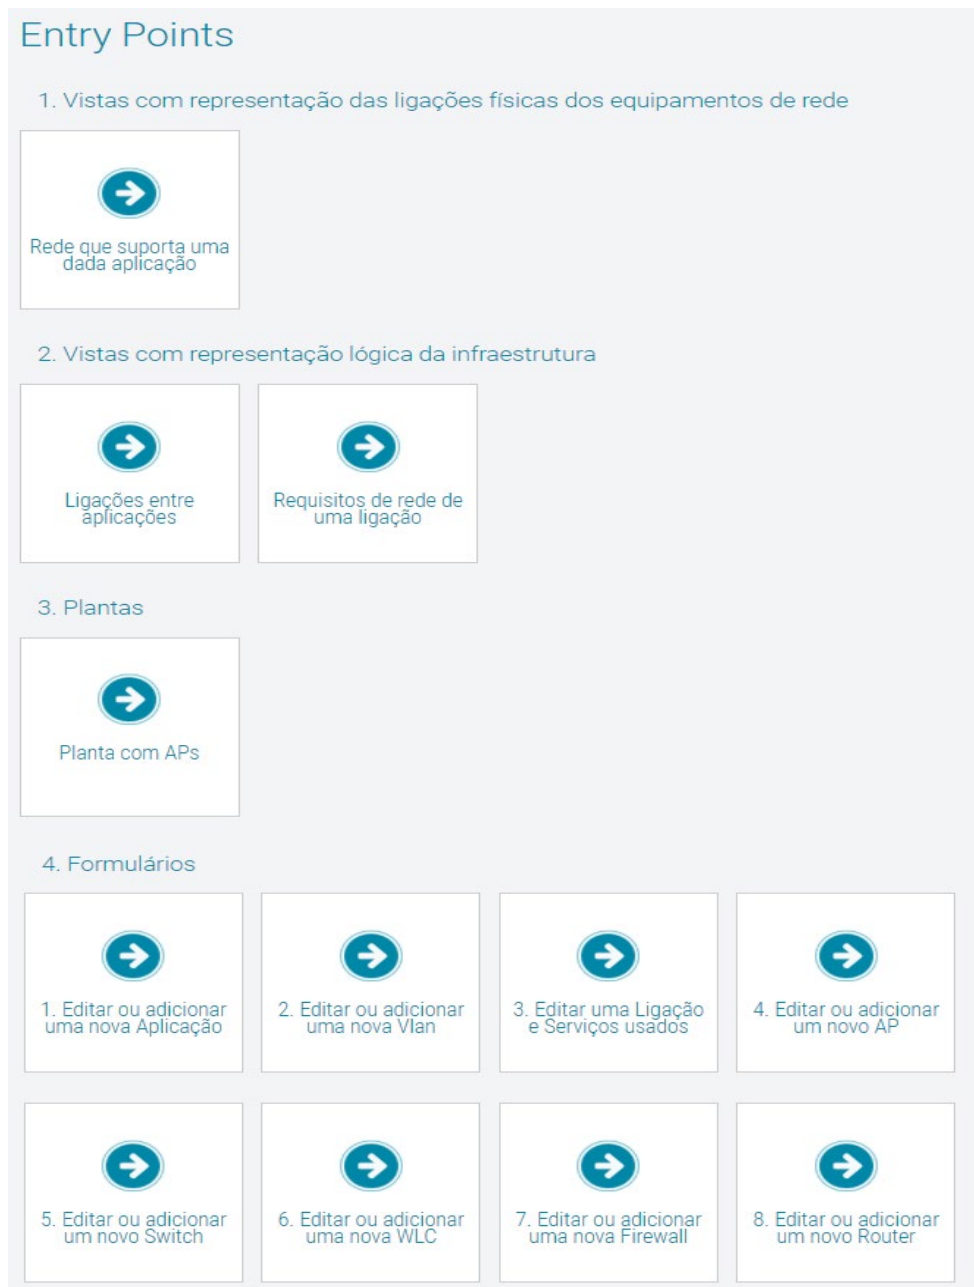 Entry Points
1. Vistas com representação das ligações físicas dos equipamentos de rede
Rede que suporta uma
dada aplicação
2. Vistas com representação lógica da infraestrutura
Ligações entre
aplicações
Requisitos de rede de
uma ligação
3. Plantas
Planta com APs
4. Formulários
1. Editar ou adicionar
uma nova Aplicação
2. Editar ou adicionar
uma nova Vlan
3. Editar uma Ligação
e Serviços usados
4. Editar ou adicionar
um novo AP
5. Editar ou adicionar
um novo Switch
6. Editar ou adicionar
uma nova WLC
7. Editar ou adicionar
uma nova Firewall
8. Editar ou adicionar
um novo Router